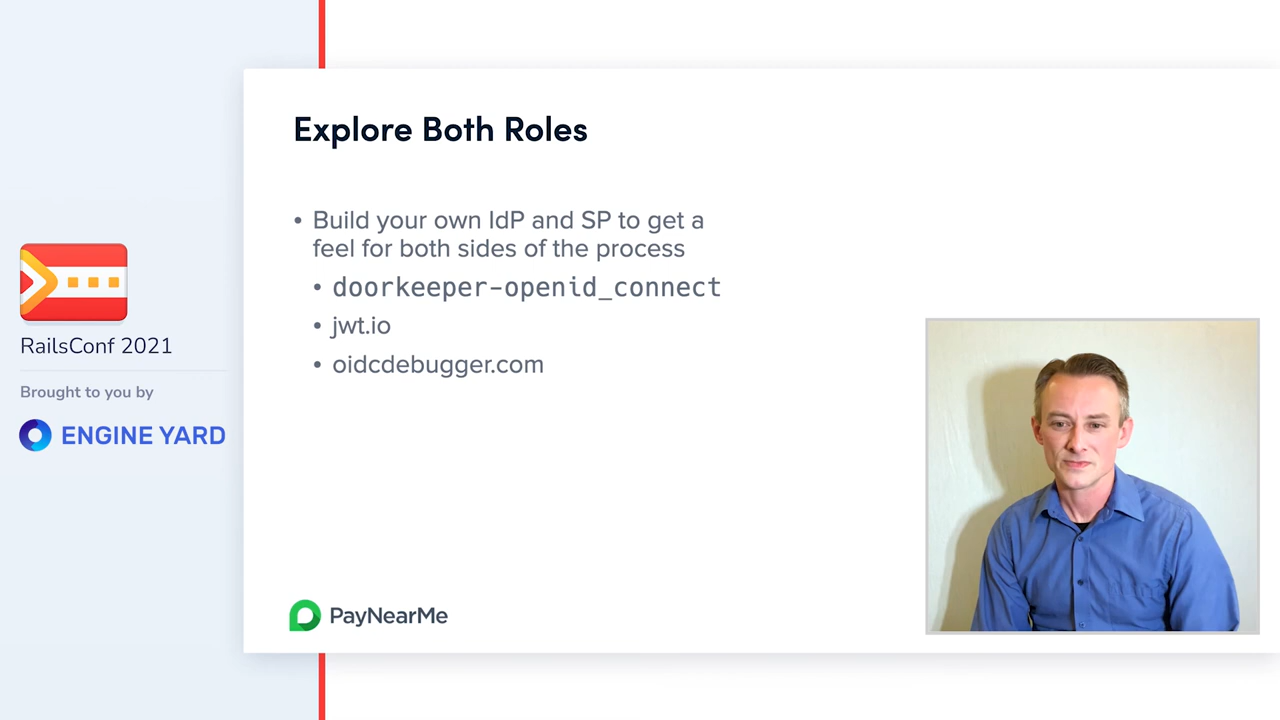 Explore Both Roles
• Build your own IdP and SP to get a
feel for both sides of the process
• doorkeeper-openid_connect
• jwt.io
• oidcdebugger.com
RailsConf 2021
Brought to you by
ENGINE YARD
PayNearMe